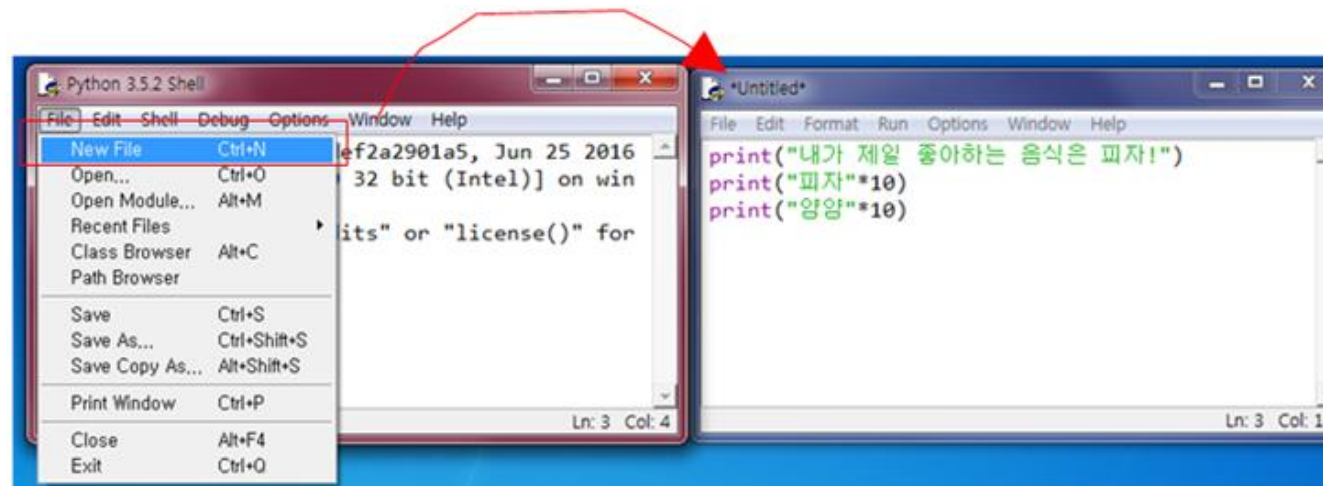 Python 3.5.2 Shell
File Edit Shell Debug Options Window Help
New File Ctrl+N
Open... Ctrl+O
Open Module... Alt+M
Recent Files
Class Browser Alt+C
Path Browser
Save Ctrl+S
Save As... Ctrl+Shift+S
Save Copy As... Alt+Shift+S
Print Window Ctrl+P
Close Alt+F4
Exit Ctrl+Q
ef2a2901a5, Jun 25 2016
32 bit (Intel)] on win
its" or "license()" for
Ln: 3 Col: 4
*Untitled*
File Edit Format Run Options Window Help
print("내가 제일 좋아하는 음식은 피자!")
print("피자"*10)
print("얌얌"*10)
Ln: 3 Col: 1